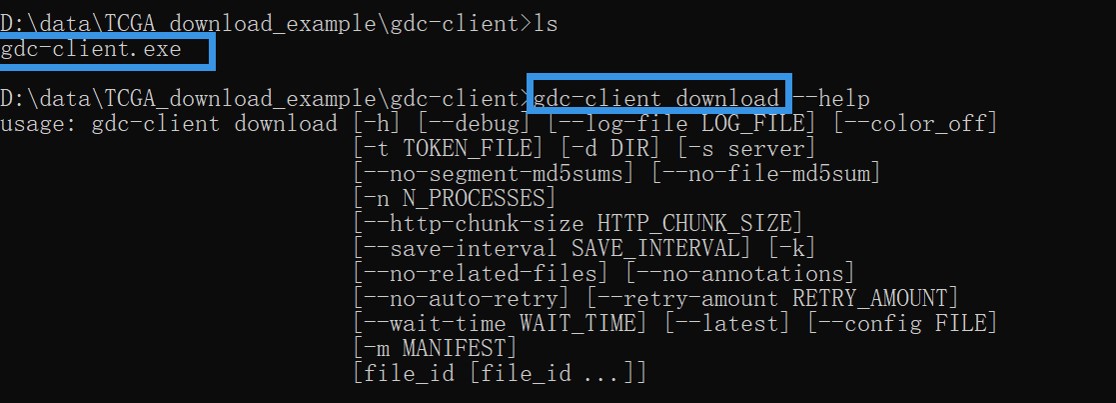 D:\data\TCGA_download_example\gdc-client>ls
gdc-client.exe
D:\data\TCGA_download_example\gdc-client>gdc-client download --help
usage: gdc-client download [-h] [--debug] [--log-file LOG_FILE] [--color_off]
[-t TOKEN_FILE] [-d DIR] [-s server]
[--no-segment-md5sums] [--no-file-md5sum]
[-n N_PROCESSES]
[--http-chunk-size HTTP_CHUNK_SIZE]
[--save-interval SAVE_INTERVAL] [-k]
[--no-related-files] [--no-annotations]
[--no-auto-retry] [--retry-amount RETRY_AMOUNT]
[--wait-time WAIT_TIME] [--latest] [--config FILE]
[-m MANIFEST]
[file_id [file_id ...]]